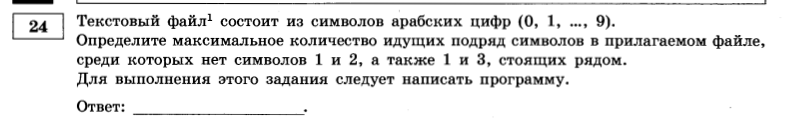 24
Текстовый файл¹ состоит из символов арабских цифр (0, 1, ..., 9).
Определите максимальное количество идущих подряд символов в прилагаемом файле,
среди которых нет символов 1 и 2, а также 1 и 3, стоящих рядом.
Для выполнения этого задания следует написать программу.
Ответ: ____________________.